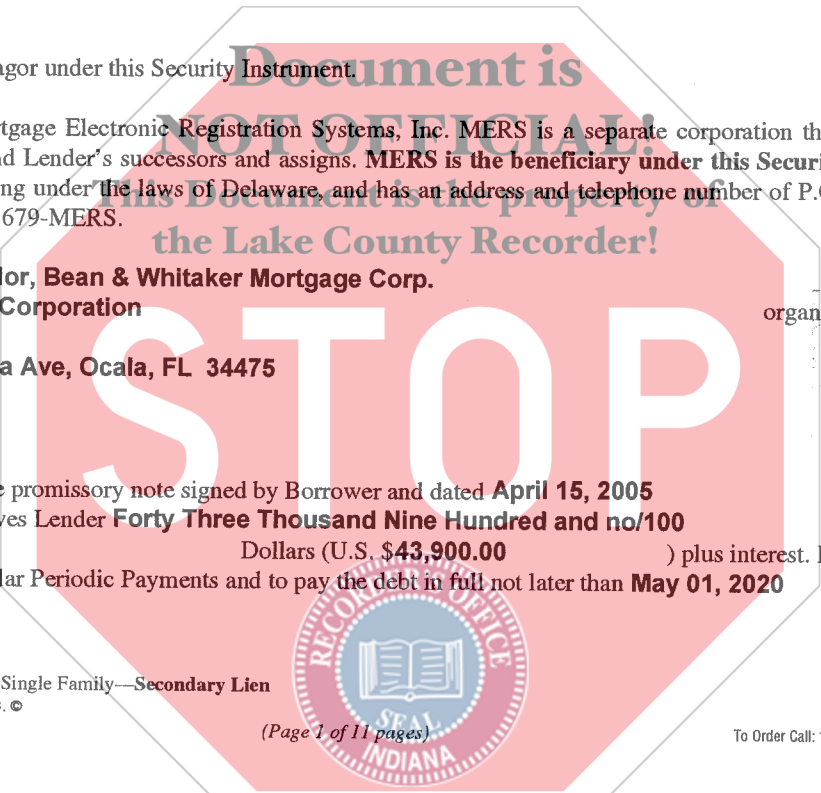 Document is
agor under this Security Instrument.
NOT OFFICIAL!
rtgage Electronic Registration Systems, Inc. MERS is a separate corporation th
nd Lender's successors and assigns. MERS is the beneficiary under this Securi
This Document is the property of
ng under the laws of Delaware, and has an address and telephone number of P.O
679-MERS.
the Lake County Recorder!
lor, Bean & Whitaker Mortgage Corp.
Corporation
organ
a Ave, Ocala, FL 34475
STOP
e promissory note signed by Borrower and dated April 15, 2005
ves Lender Forty Three Thousand Nine Hundred and no/100
Dollars (U.S. $43,900.00 ) plus interest.
lar Periodic Payments and to pay the debt in full not later than May 01, 2020
RECORDER'S OFFICE
Single Family—Secondary Lien
. ©
SEAL
(Page 1 of 11 pages)
To Order Call:
INDIANA